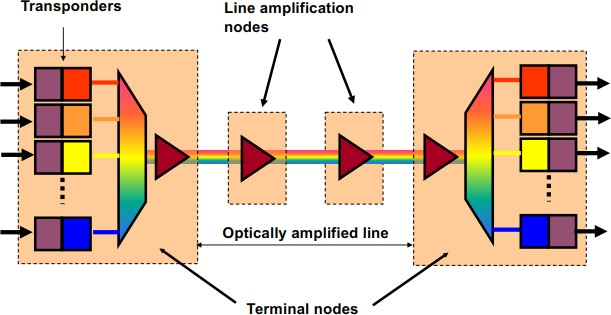 Transponders
Line amplification
nodes
Optically amplified line
Terminal nodes